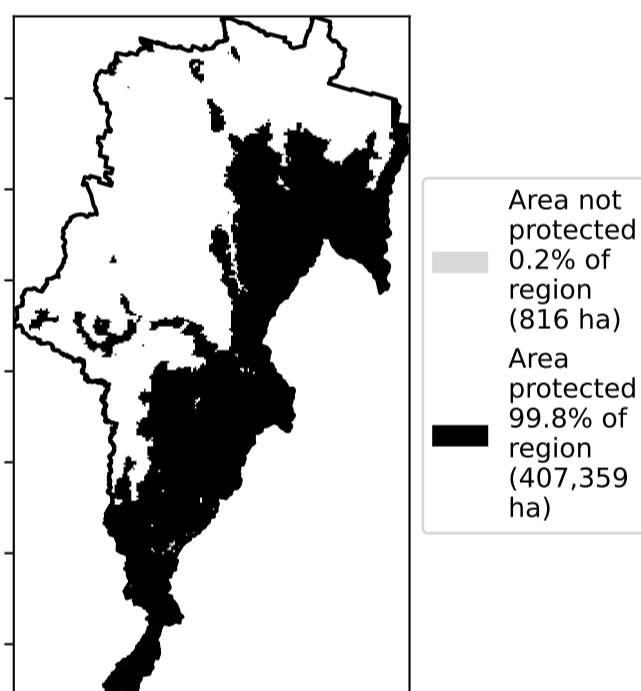 Area not
protected
0.2% of
region
(816 ha)
Area
protected
99.8% of
region
(407,359
ha)